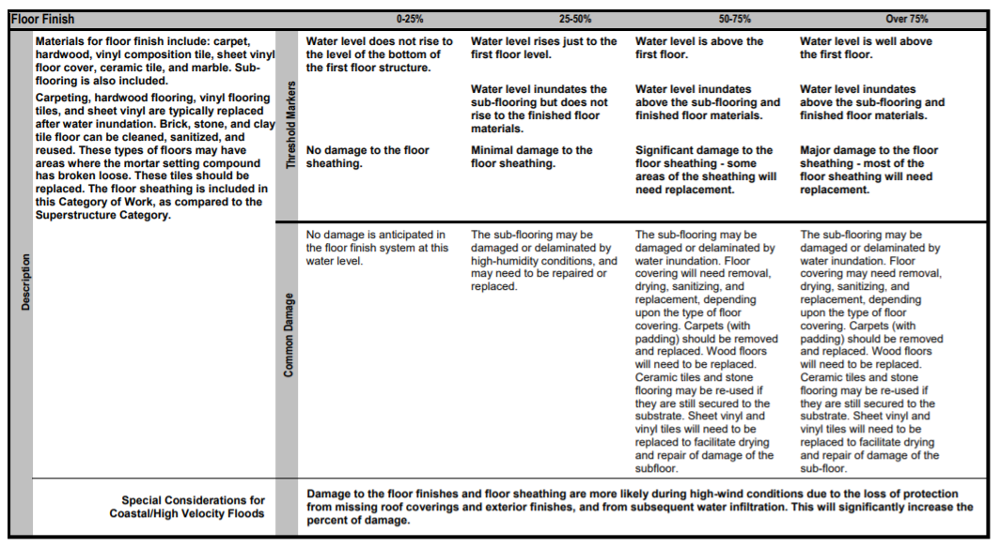 Floor Finish
0-25%
25-50%
50-75%
Over 75%
Description
Materials for floor finish include: carpet,
hardwood, vinyl composition tile, sheet vinyl
floor cover, ceramic tile, and marble. Sub-
flooring is also included.
Carpeting, hardwood flooring, vinyl flooring
tiles, and sheet vinyl are typically replaced
after water inundation. Brick, stone, and clay
tile floor can be cleaned, sanitized, and
reused. These types of floors may have
areas where the mortar setting compound
has broken loose. These tiles should be
replaced. The floor sheathing is included in
this Category of Work, as compared to the
Superstructure Category.
Threshold Markers
Water level does not rise to
the level of the bottom of
the first floor structure.
No damage to the floor
sheathing.
Water level rises just to the
first floor level.
Water level inundates the
sub-flooring but does not
rise to the finished floor
materials.
Minimal damage to the
floor sheathing.
Water level is above the
first floor.
Water level inundates
above the sub-flooring and
finished floor materials.
Significant damage to the
floor sheathing - some
areas of the sheathing will
need replacement.
Water level is well above
the first floor.
Water level inundates
above the sub-flooring and
finished floor materials.
Major damage to the floor
sheathing - most of the
floor sheathing will need
replacement.
Common Damage
No damage is anticipated in
the floor finish system at this
water level.
The sub-flooring may be
damaged or delaminated by
high-humidity conditions, and
may need to be repaired or
replaced.
The sub-flooring may be
damaged or delaminated by
water inundation. Floor
covering will need removal,
drying, sanitizing, and
replacement, depending
upon the type of floor
covering. Carpets (with
padding) should be removed
and replaced. Wood floors
will need to be replaced.
Ceramic tiles and stone
flooring may be re-used if
they are still secured to the
substrate. Sheet vinyl and
vinyl tiles will need to be
replaced to facilitate drying
and repair of damage of the
subfloor.
The sub-flooring may be
damaged or delaminated by
water inundation. Floor
covering may need removal,
drying, sanitizing, and
replacement, depending
upon the type of floor
covering. Carpets (with
padding) should be removed
and replaced. Wood floors
will need to be replaced.
Ceramic tiles and stone
flooring may be re-used if
they are still secured to the
substrate. Sheet vinyl and
vinyl tiles will need to be
replaced to facilitate drying
and repair of damage of the
sub-floor.
Special Considerations for
Coastal/High Velocity Floods
Damage to the floor finishes and floor sheathing are more likely during high-wind conditions due to the loss of protection
from missing roof coverings and exterior finishes, and from subsequent water infiltration. This will significantly increase the
percent of damage.